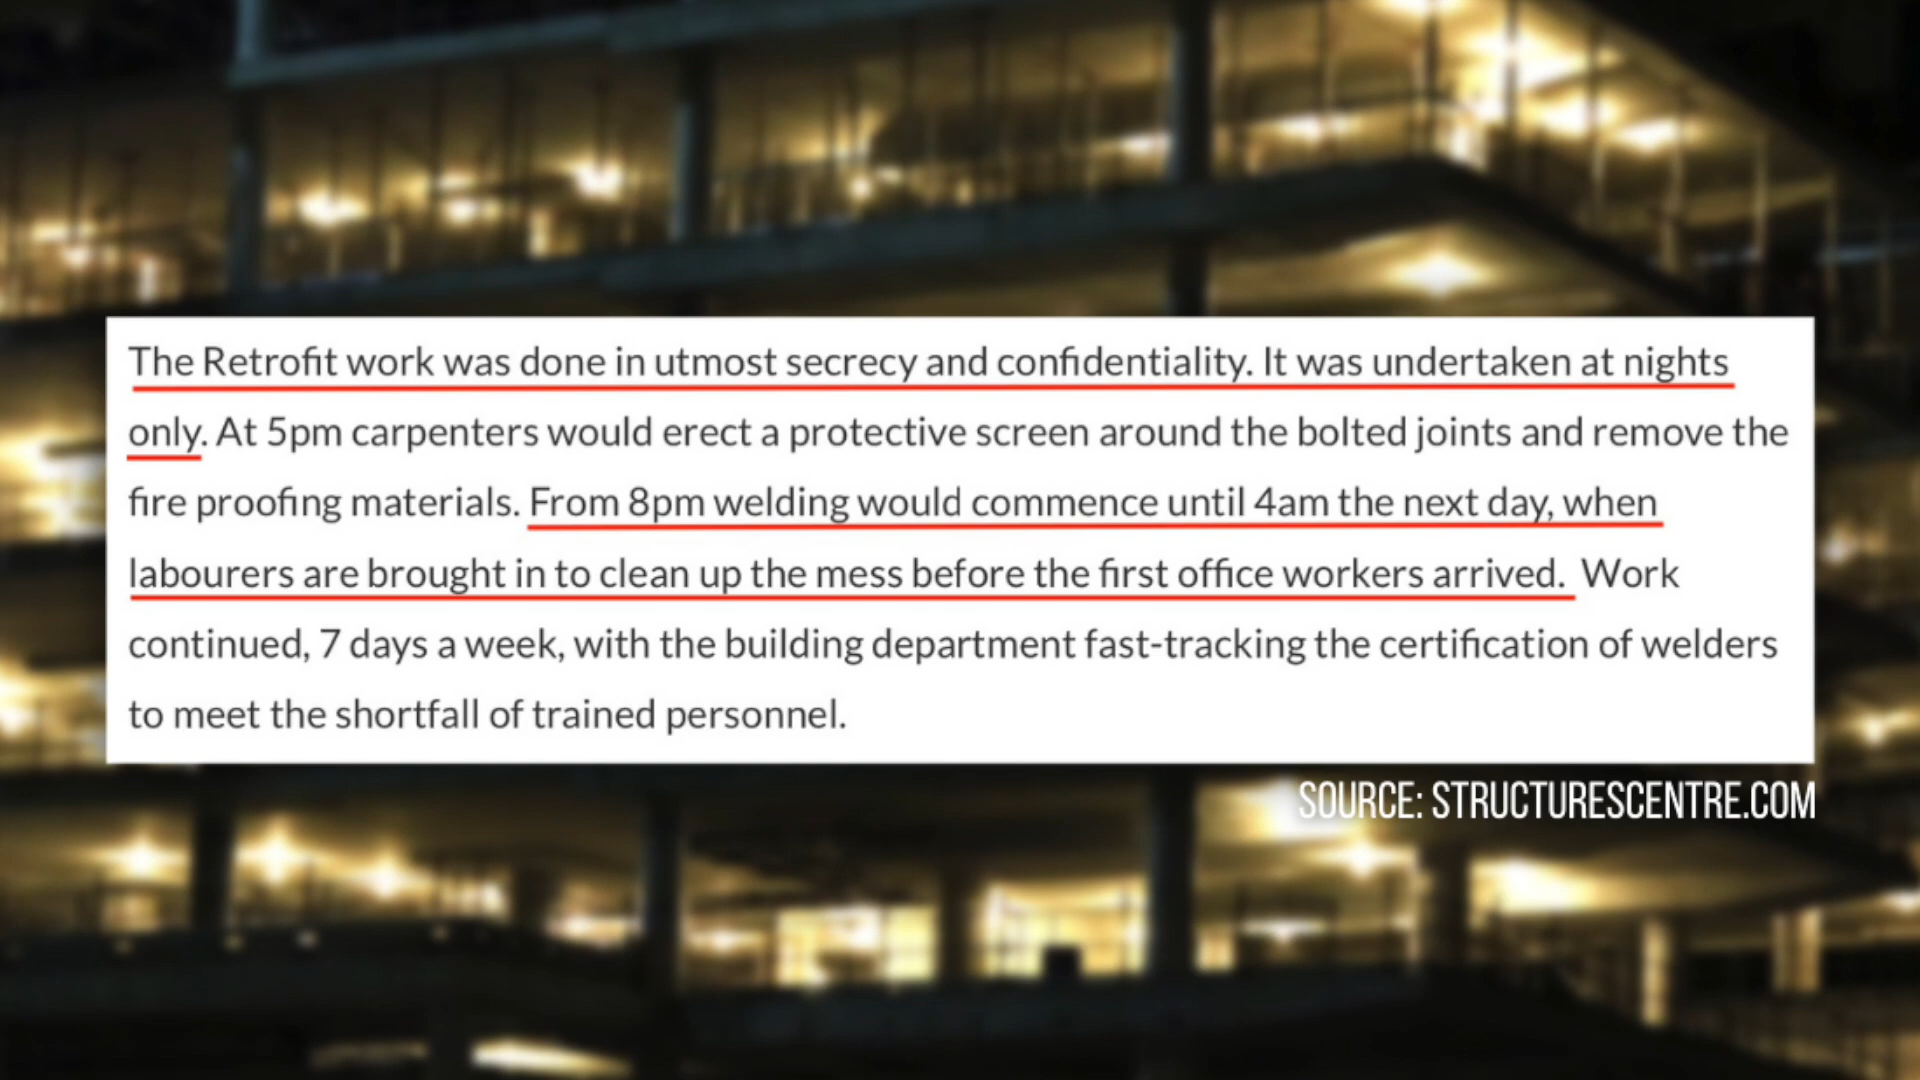 The Retrofit work was done in utmost secrecy and confidentiality. It was undertaken at nights
only. At 5pm carpenters would erect a protective screen around the bolted joints and remove the
fire proofing materials. From 8pm welding would commence until 4am the next day, when
labourers are brought in to clean up the mess before the first office workers arrived. Work
continued, 7 days a week, with the building department fast-tracking the certification of welders
to meet the shortfall of trained personnel.
SOURCE: STRUCTURESCENTRE.COM